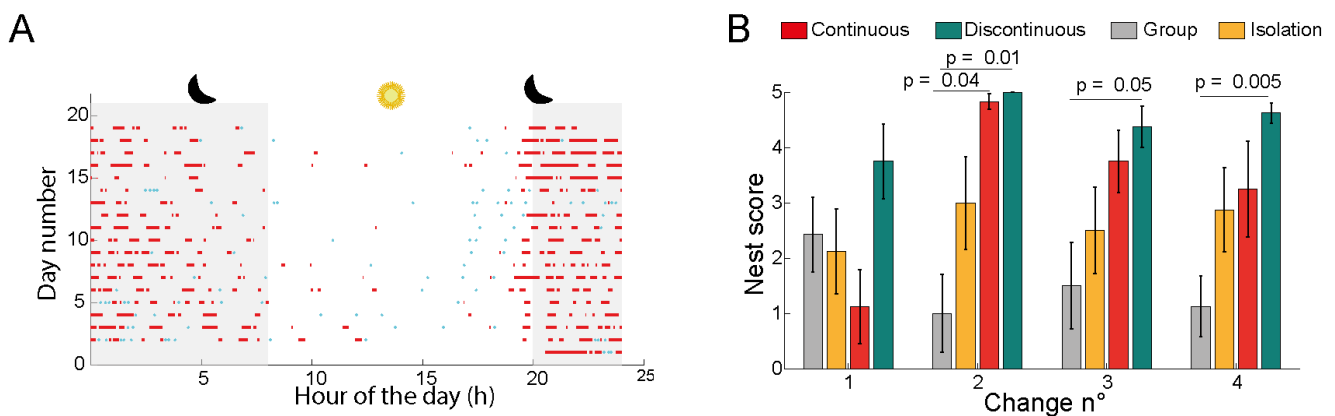 A
Day number
20
15
10
5
0
5
10
15
20
25
Hour of the day (h)
B
Continuous
Discontinuous
Group
Isolation
p = 0.01
p = 0.04
p = 0.05
p = 0.005
Nest score
5
4
3
2
1
0
1
2
3
4
Change n°